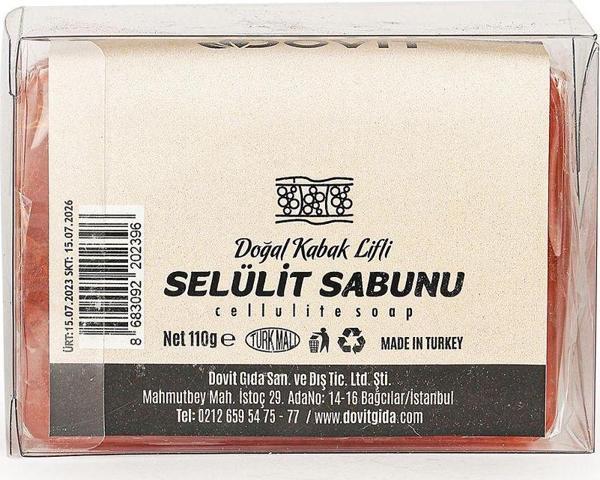 DOVIT
Doğal Kabak Lifli
SELÜLİT SABUNU
cellulite soap
Net 110g e TÜRK MALI MADE IN TURKEY
Dovit Gıda San. ve Dış Tic. Ltd. Şti.
Mahmutbey Mah. İstoç 29. AdaNo: 14-16 Bağcılar/İstanbul
Tel: 0212 659 54 75 - 77 / www.dovitgida.com
ÜRT:15.07.2023 SKT: 15.07.2026
8 683092 202396